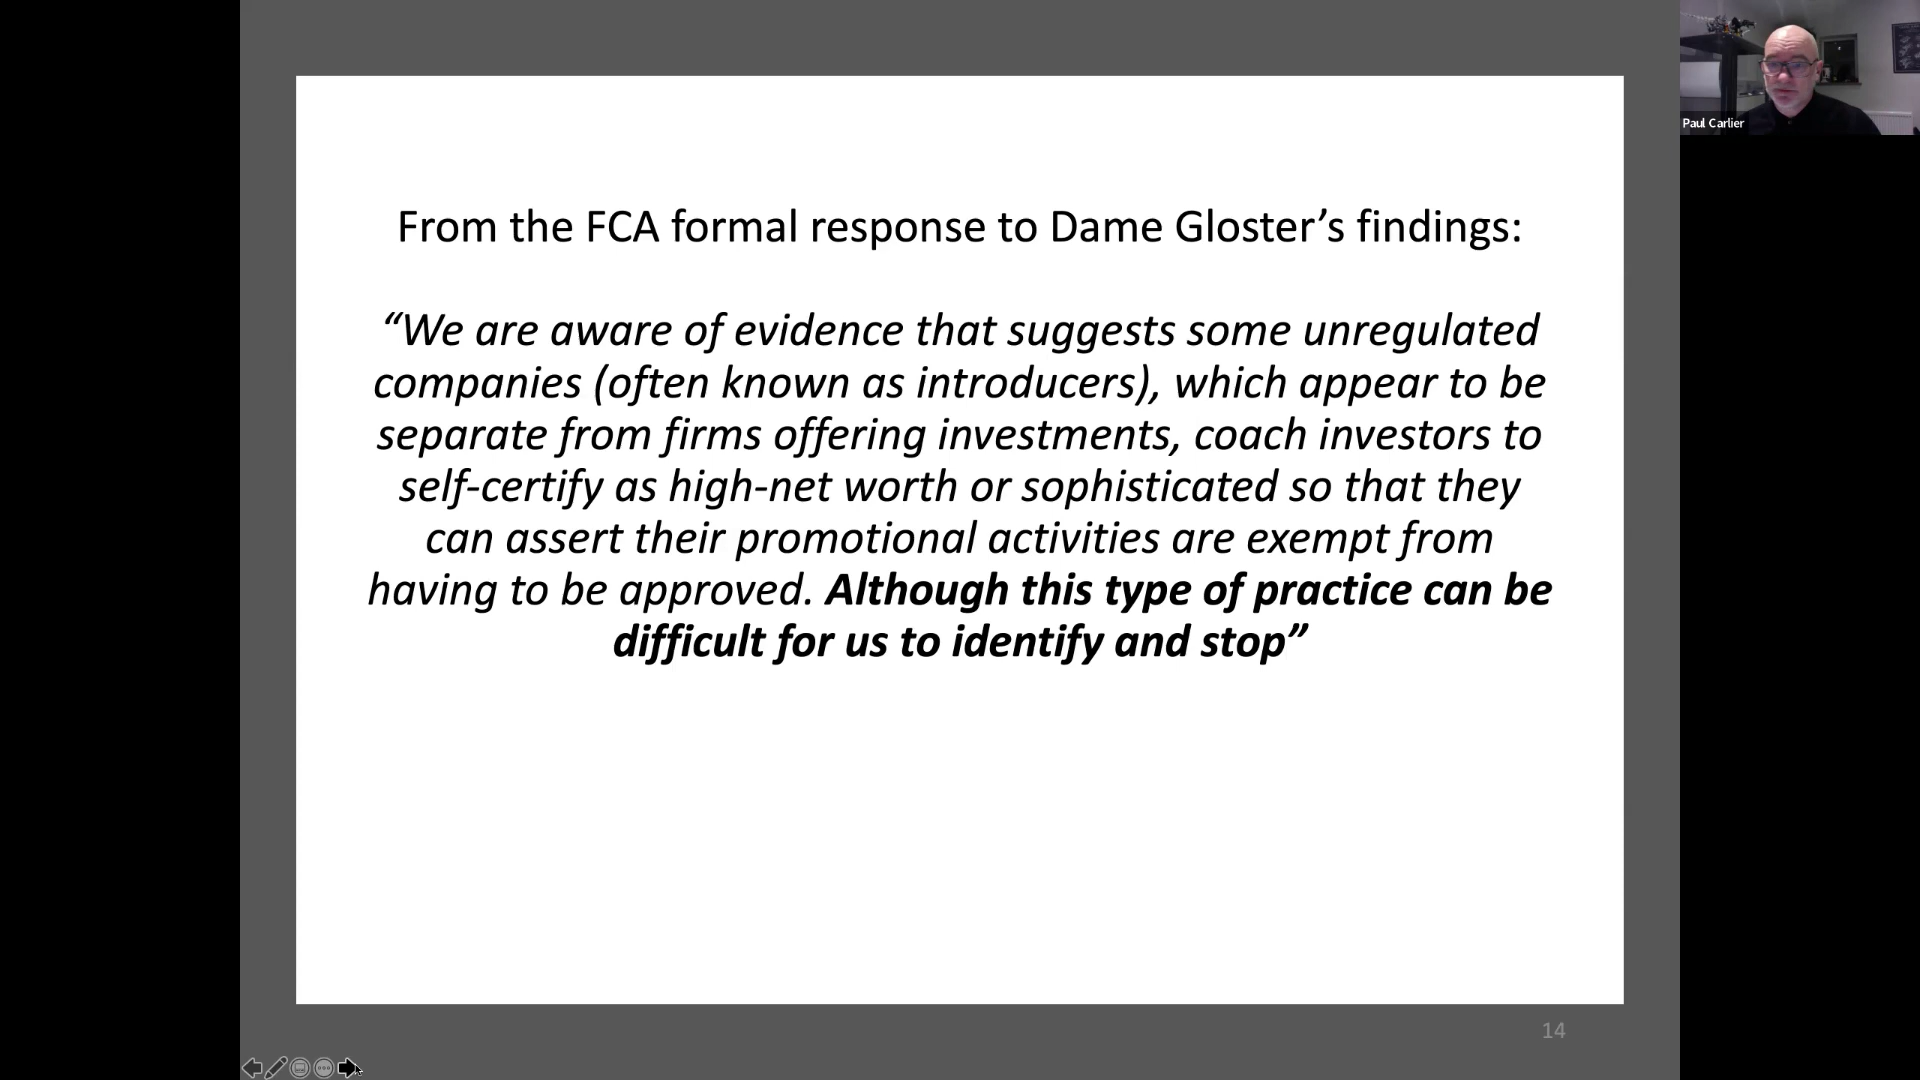 Paul Carlier
From the FCA formal response to Dame Gloster’s findings:
“We are aware of evidence that suggests some unregulated
companies (often known as introducers), which appear to be
separate from firms offering investments, coach investors to
self-certify as high-net worth or sophisticated so that they
can assert their promotional activities are exempt from
having to be approved. Although this type of practice can be
difficult for us to identify and stop”
14